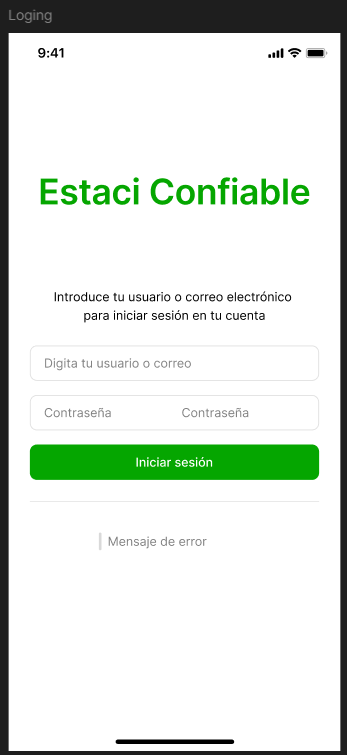 Loging
9:41
Estaci Confiable
Introduce tu usuario o correo electrónico
para iniciar sesión en tu cuenta
Digita tu usuario o correo
Contraseña Contraseña
Iniciar sesión
Mensaje de error